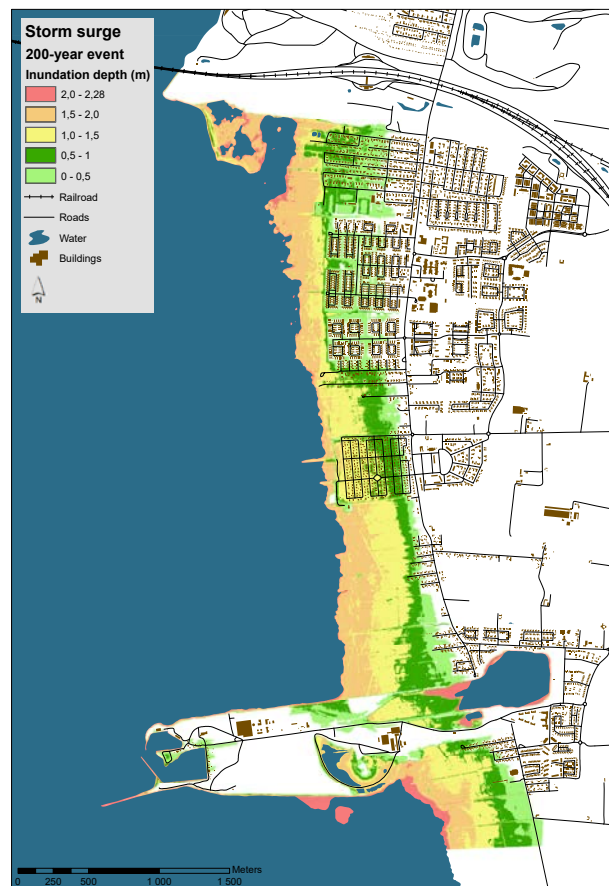 Storm surge
200-year event
Inundation depth (m)
2,0 - 2,28
1,5 - 2,0
1,0 - 1,5
0,5 - 1
0 - 0,5
Railroad
Roads
Water
Buildings
N
Meters
0 250 500 1 000 1 500